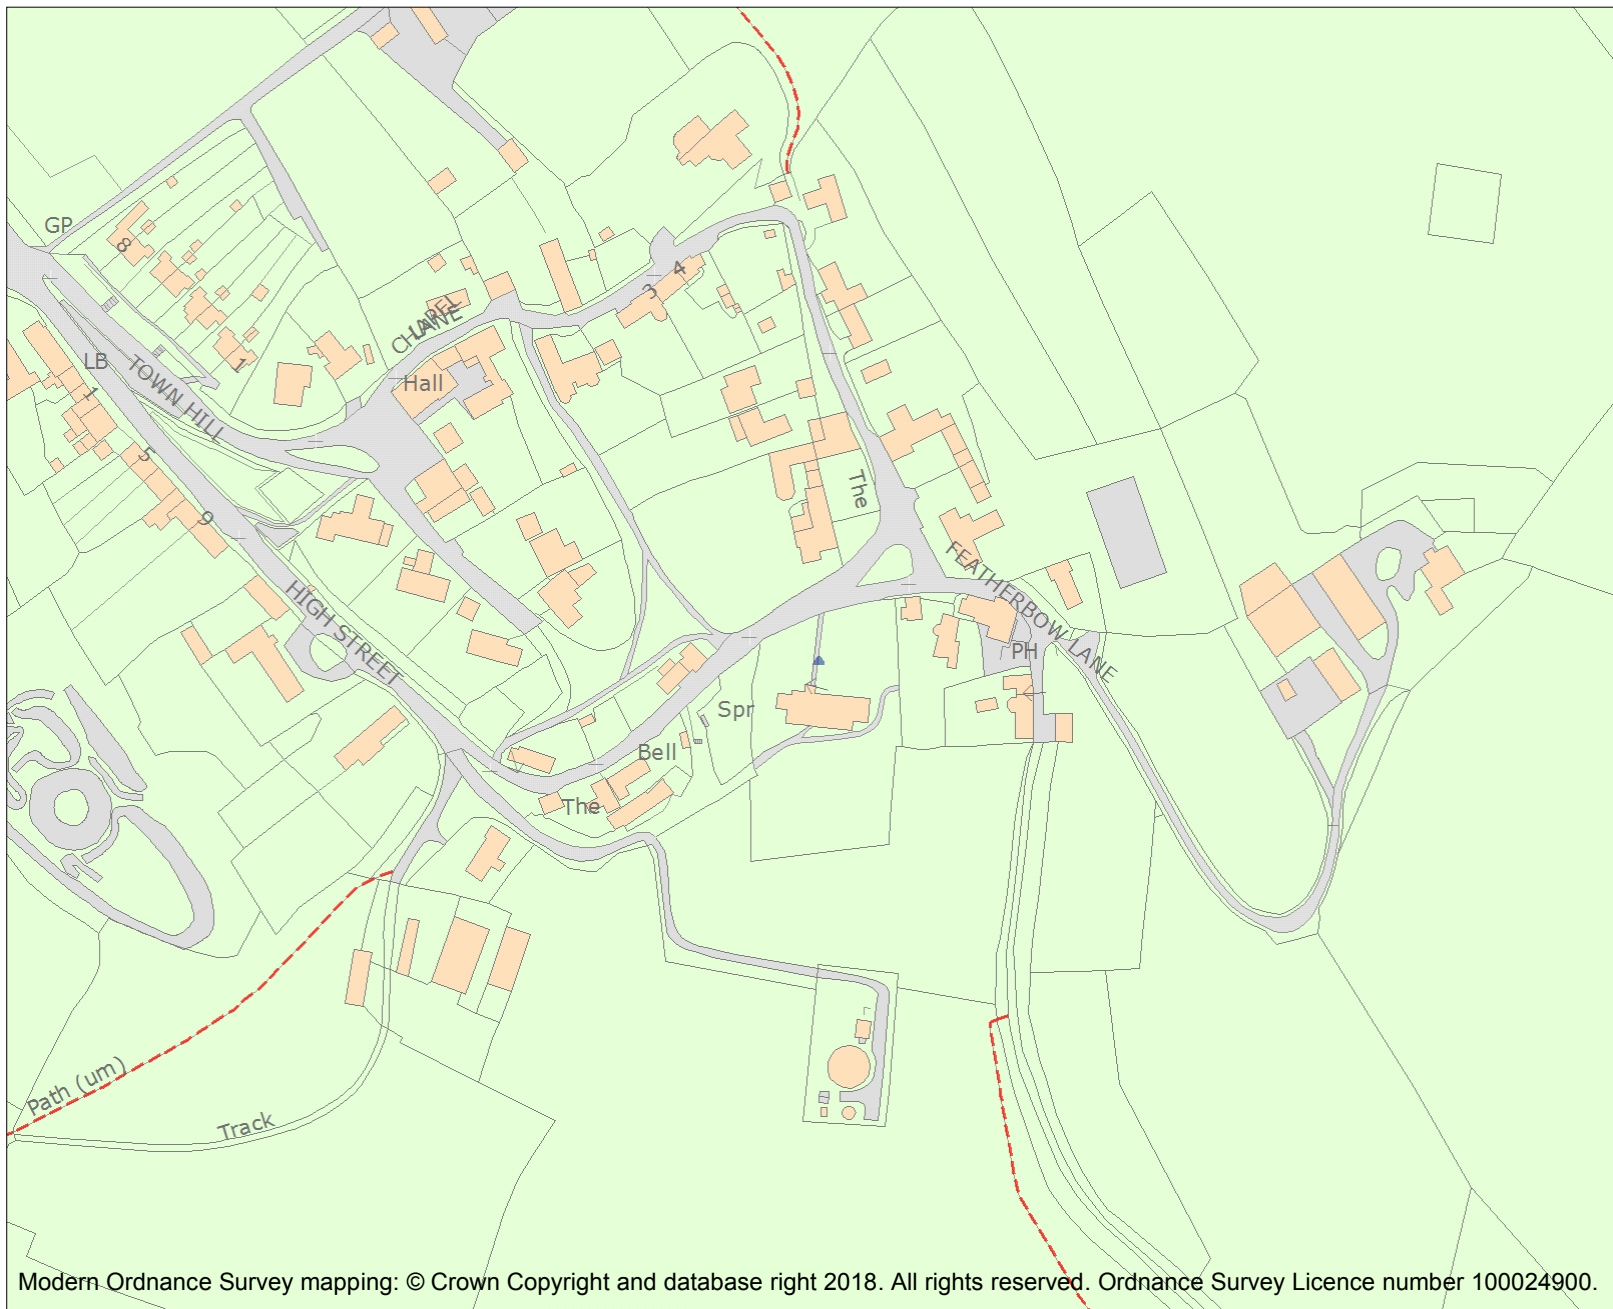 GP
8
1
LB
1
TOWN HILL
5
9
CHAPEL
LANE
Hall
3
4
The
FEATHERBOW LANE
HIGH STREET
PH
Spr
Bell
The
Path (um)
Track
Modern Ordnance Survey mapping: © Crown Copyright and database right 2018. All rights reserved. Ordnance Survey Licence number 100024900.